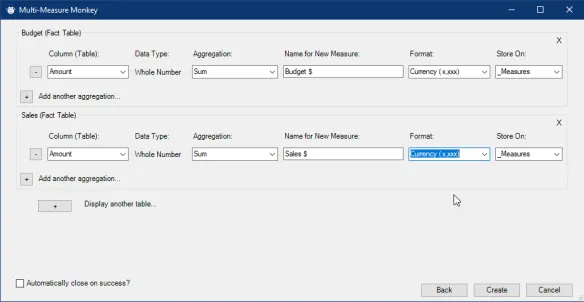 Multi-Measure Monkey
Budget (Fact Table)
X
Column (Table): Data Type: Aggregation: Name for New Measure: Format: Store On:
- Amount Whole Number Sum Budget $ Currency ( x,xxx) _Measures
+ Add another aggregation...
Sales (Fact Table)
X
Column (Table): Data Type: Aggregation: Name for New Measure: Format: Store On:
- Amount Whole Number Sum Sales $ Currency ( x,xxx) _Measures
+ Add another aggregation...
+ Display another table...
Automatically close on success?
Back Create Cancel